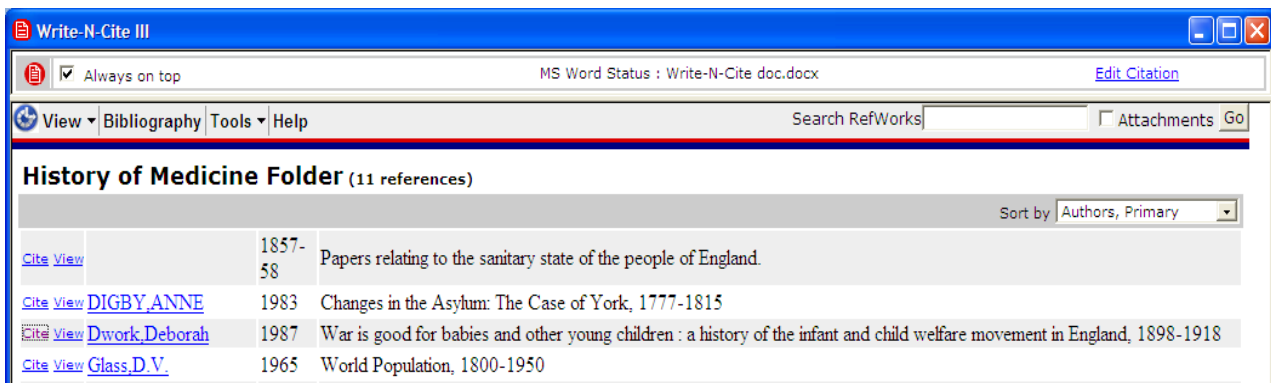 Write-N-Cite III
Always on top MS Word Status : Write-N-Cite doc.docx Edit Citation
View Bibliography Tools Help Search RefWorks Attachments Go
History of Medicine Folder (11 references)
Sort by Authors, Primary
Cite View 1857-
58 Papers relating to the sanitary state of the people of England.
Cite View DIGBY,ANNE 1983 Changes in the Asylum: The Case of York, 1777-1815
Cite View Dwork,Deborah 1987 War is good for babies and other young children : a history of the infant and child welfare movement in England, 1898-1918
Cite View Glass,D.V. 1965 World Population, 1800-1950